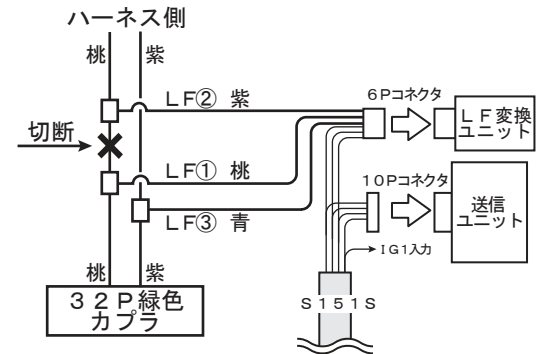 ハーネス側
桃 紫
LF② 紫
6Pコネクタ
LF変換
ユニット
切断
LF① 桃
10Pコネクタ
送信
ユニット
LF③ 青
IG1入力
桃 紫
32P緑色
カプラ
S151S